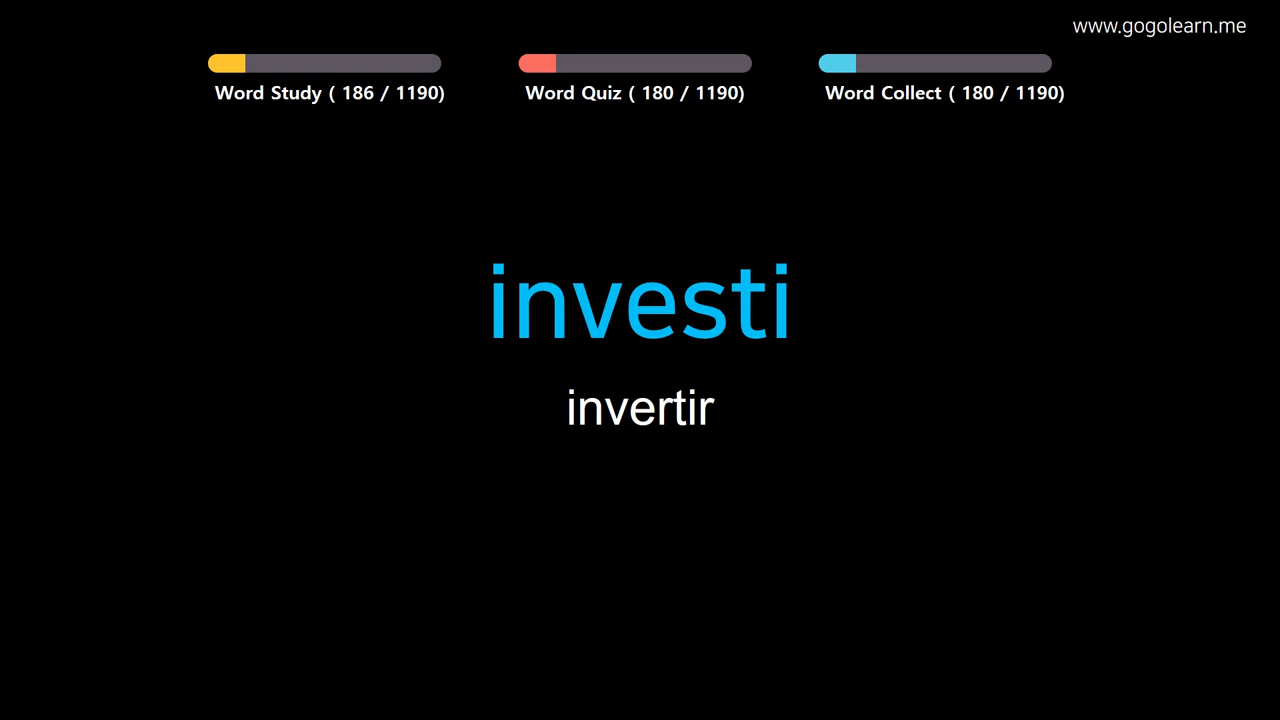 www.gogolearn.me
Word Study ( 186 / 1190)
Word Quiz ( 180 / 1190)
Word Collect ( 180 / 1190)
investi
invertir